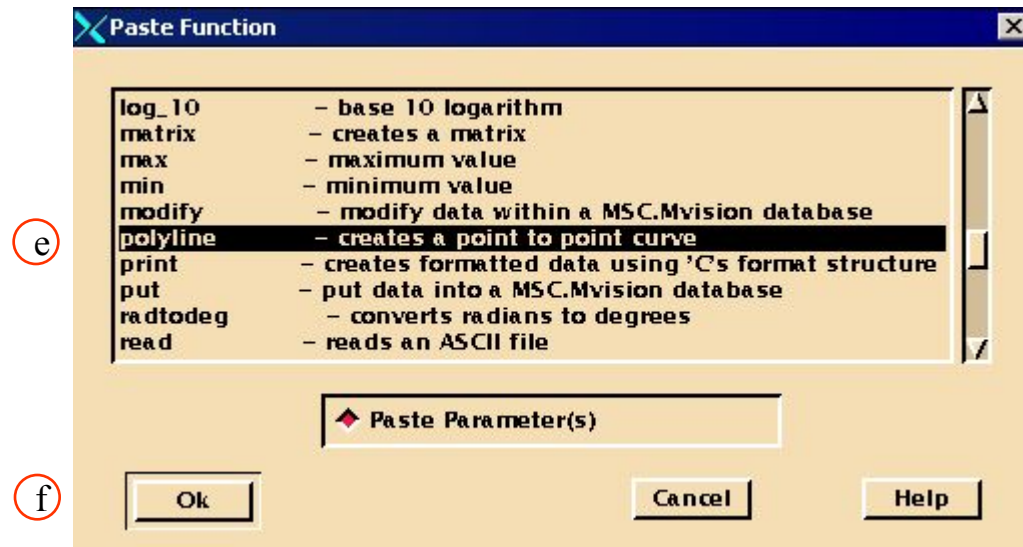 Paste Function
log_10 – base 10 logarithm
matrix – creates a matrix
max – maximum value
min – minimum value
modify – modify data within a MSC.Mvision database
e polyline – creates a point to point curve
print – creates formatted data using 'C's format structure
put – put data into a MSC.Mvision database
radtodeg – converts radians to degrees
read – reads an ASCII file
Paste Parameter(s)
f Ok Cancel Help